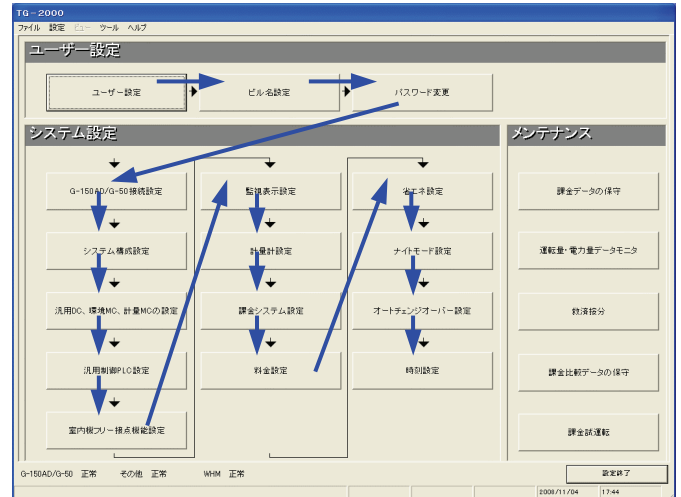 TG-2000
ファイル 設定 ビュー ツール ヘルプ
ユーザー設定
ユーザー設定 ビル名設定 パスワード変更
システム設定
G-150AD/G-50接続設定 監視表示設定 省エネ設定
システム構成設定 計量計設定 ナイトモード設定
汎用DC、環境MC、計量MCの設定 課金システム設定 オートチェンジオーバー設定
汎用制御PLC設定 料金設定 時刻設定
室内機フリー接点機能設定
メンテナンス
課金データの保守
運転量・電力量データモニタ
救済按分
課金比較データの保守
課金試運転
G-150AD/G-50 正常 その他 正常 WHM 正常
設定終了
2008/11/04 17:44